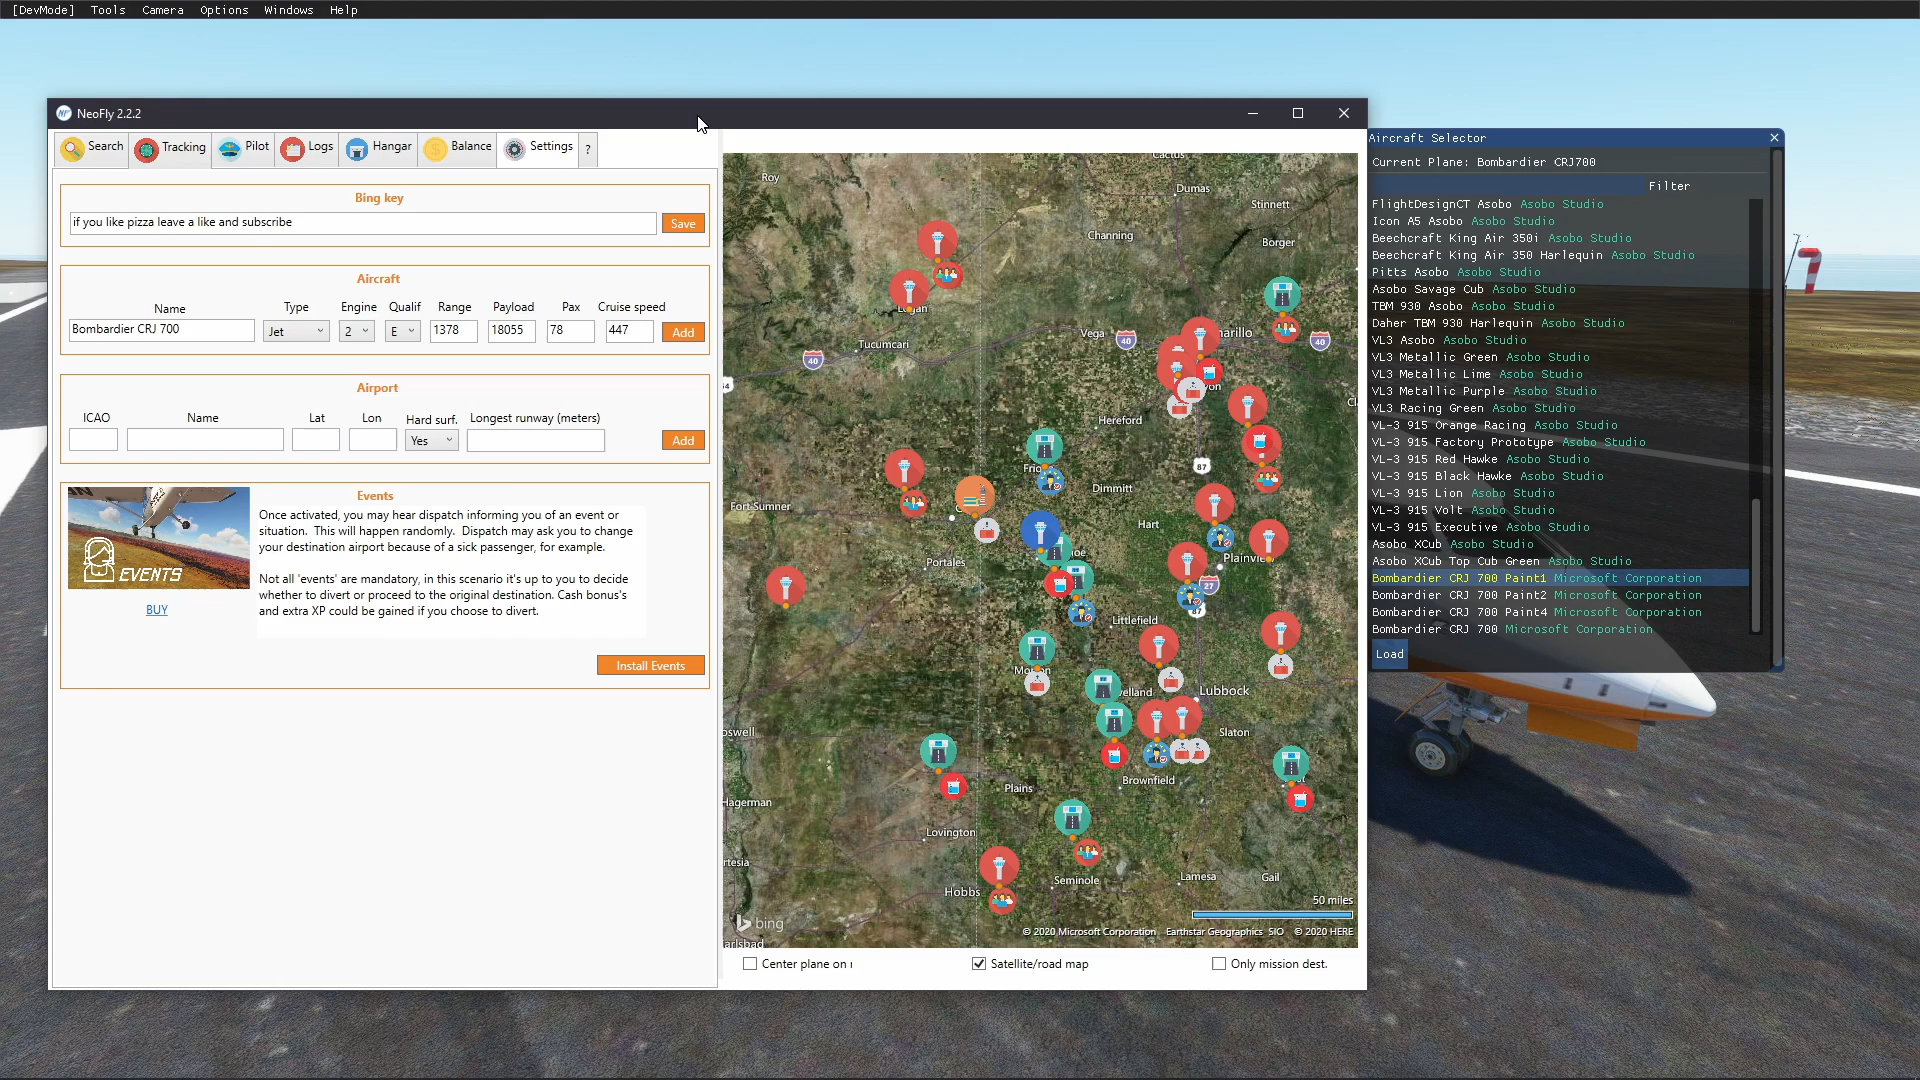 [DevMode] Tools Camera Options Windows Help
NeoFly 2.2.2
Search Tracking Pilot Logs Hangar Balance Settings ?
Bing key
if you like pizza leave a like and subscribe
Save
Aircraft
Name Type Engine Qualif Range Payload Pax Cruise speed
Bombardier CRJ 700 Jet 2 E 1378 18055 78 447 Add
Airport
ICAO Name Lat Lon Hard surf. Longest runway (meters)
Yes Add
Events
Once activated, you may hear dispatch informing you of an event or
situation. This will happen randomly. Dispatch may ask you to change
your destination airport because of a sick passenger, for example.
Not all 'events' are mandatory, in this scenario it's up to you to decide
whether to divert or proceed to the original destination. Cash bonus's
and extra XP could be gained if you choose to divert.
EVENTS
BUY
Install Events
Cactus
Roy
Dumas
Stinnett
Channing
Borger
Logan
Tucumcari
Vega
40
40
40
Hereford
87
Dimmitt
Fort Sumner
Hart
Portales
Plainview
27
Littlefield
Lubbock
Slaton
Brownfield
Plains
Hagerman
Lovington
Seminole
Lamesa
Gail
Hobbs
50 miles
bing
© 2020 Microsoft Corporation Earthstar Geographics SIO © 2020 HERE
Center plane on
Satellite/road map
Only mission dest.
Aircraft Selector
Current Plane: Bombardier CRJ700
Filter
FlightDesignCT Asobo Asobo Studio
Icon A5 Asobo Asobo Studio
Beechcraft King Air 350i Asobo Studio
Beechcraft King Air 350 Harlequin Asobo Studio
Pitts Asobo Asobo Studio
Asobo Savage Cub Asobo Studio
TBM 930 Asobo Asobo Studio
Daher TBM 930 Harlequin Asobo Studio
VL3 Asobo Asobo Studio
VL3 Metallic Green Asobo Studio
VL3 Metallic Lime Asobo Studio
VL3 Metallic Purple Asobo Studio
VL3 Racing Green Asobo Studio
VL-3 915 Orange Racing Asobo Studio
VL-3 915 Factory Prototype Asobo Studio
VL-3 915 Red Hawke Asobo Studio
VL-3 915 Black Hawke Asobo Studio
VL-3 915 Lion Asobo Studio
VL-3 915 Volt Asobo Studio
VL-3 915 Executive Asobo Studio
Asobo XCub Asobo Studio
Asobo XCub Top Cub Green Asobo Studio
Bombardier CRJ 700 Paint1 Microsoft Corporation
Bombardier CRJ 700 Paint2 Microsoft Corporation
Bombardier CRJ 700 Paint4 Microsoft Corporation
Bombardier CRJ 700 Microsoft Corporation
Load